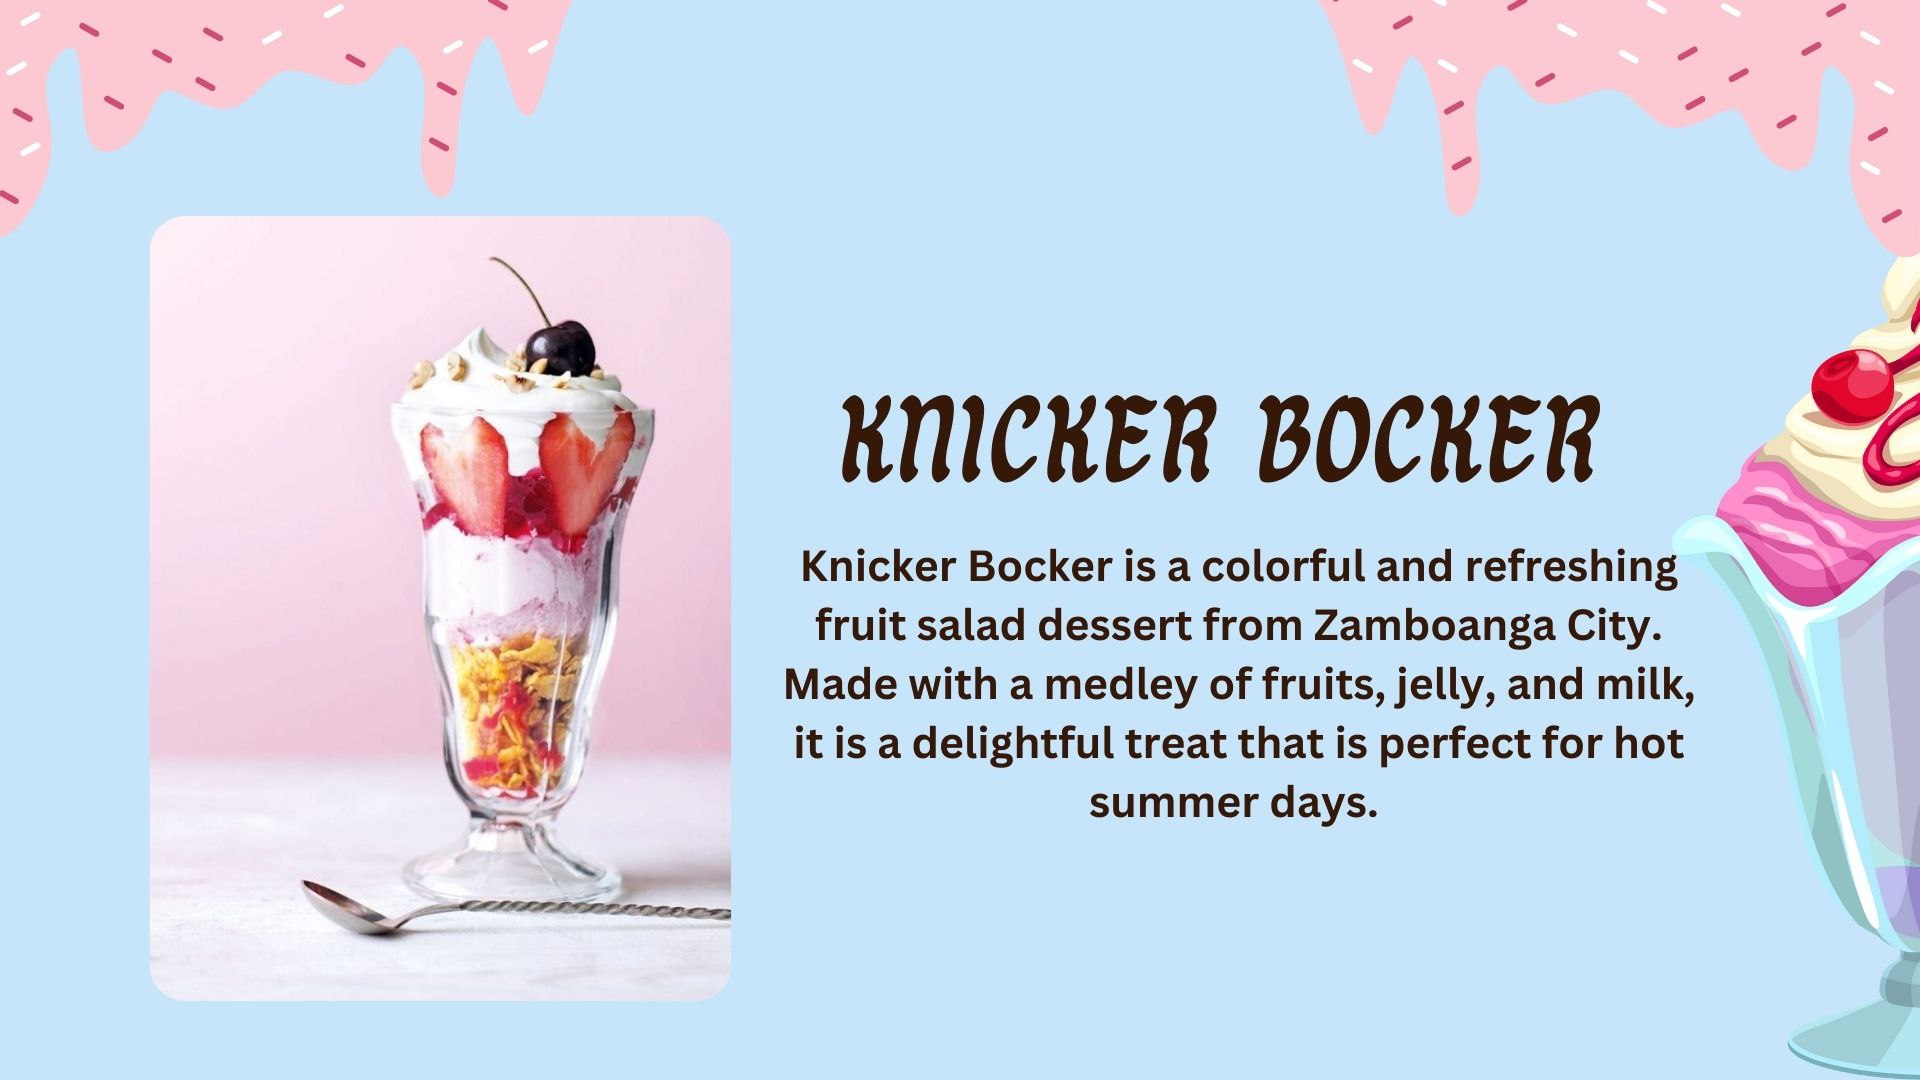 KNICKER BOCKER
Knicker Bocker is a colorful and refreshing
fruit salad dessert from Zamboanga City.
Made with a medley of fruits, jelly, and milk,
it is a delightful treat that is perfect for hot
summer days.